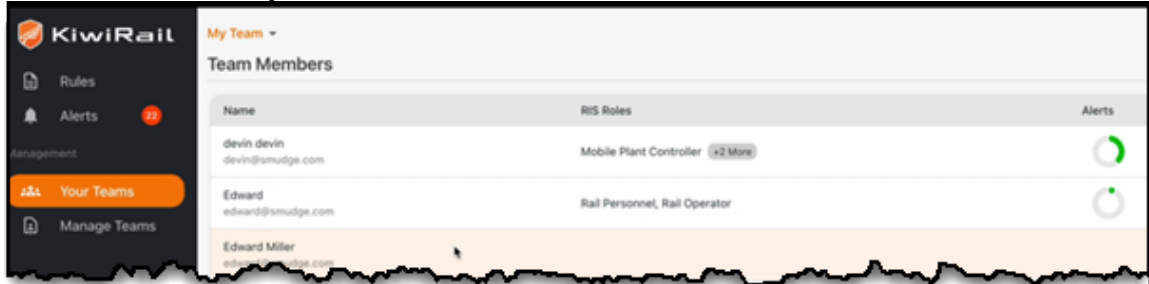 KiwiRail
Rules
Alerts 22
Management
Your Teams
Manage Teams
My Team
Team Members
Name RIS Roles Alerts
devin devin
devin@smudge.com
Mobile Plant Controller +2 More
Edward
edward@smudge.com
Rail Personnel, Rail Operator
Edward Miller